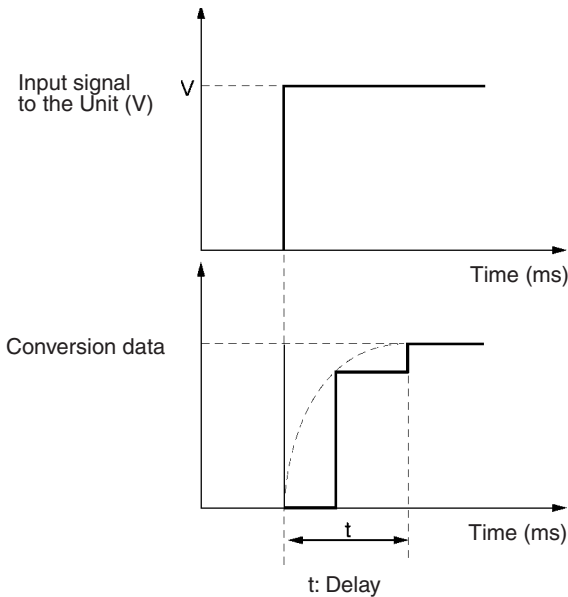 Input signal
to the Unit (V)
V
Time (ms)
Conversion data
t
Time (ms)
t: Delay